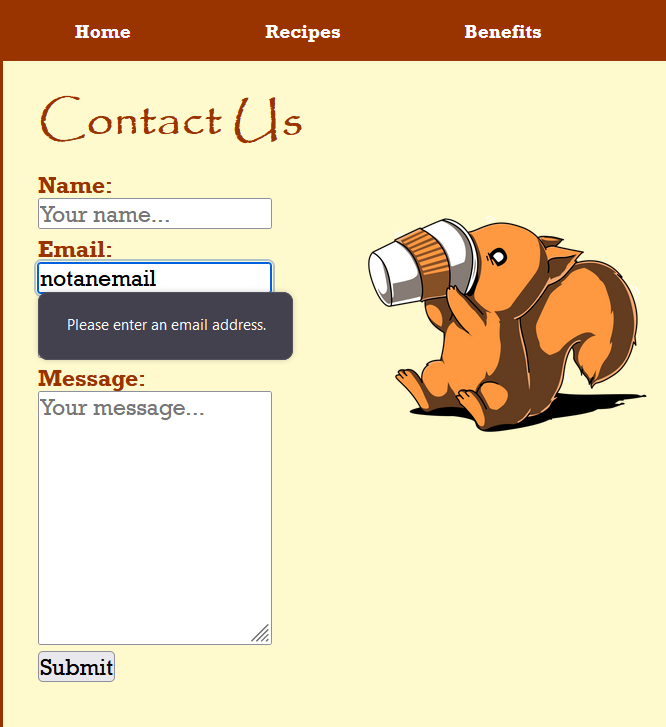 Home Recipes Benefits
Contact Us
Name:
Your name...
Email:
notanemail
Please enter an email address.
Message:
Your message...
Submit